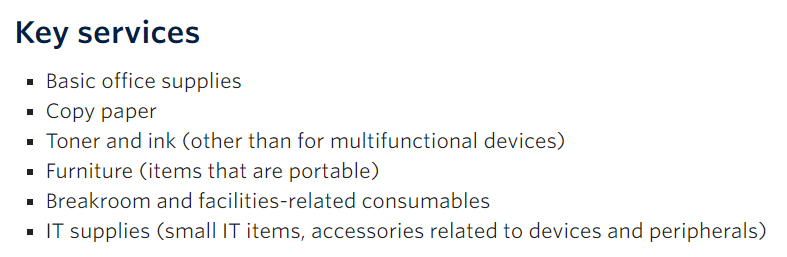 Key services
▪ Basic office supplies
▪ Copy paper
▪ Toner and ink (other than for multifunctional devices)
▪ Furniture (items that are portable)
▪ Breakroom and facilities-related consumables
▪ IT supplies (small IT items, accessories related to devices and peripherals)